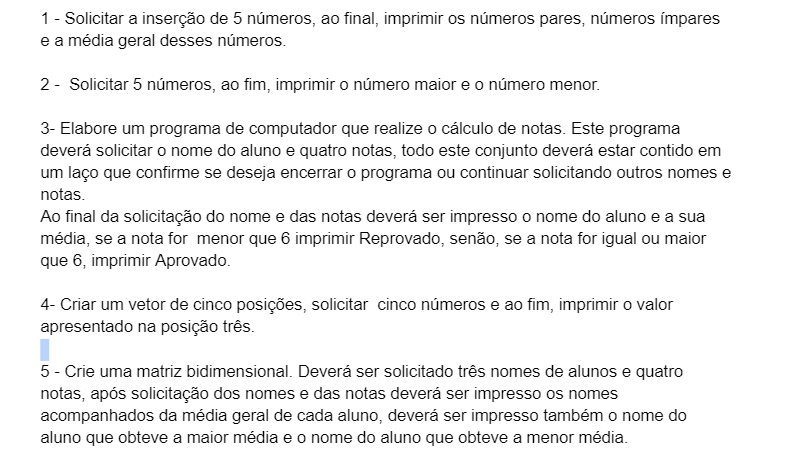 1 - Solicitar a inserção de 5 números, ao final, imprimir os números pares, números ímpares
e a média geral desses números.
2 -  Solicitar 5 números, ao fim, imprimir o número maior e o número menor.
3- Elabore um programa de computador que realize o cálculo de notas. Este programa
deverá solicitar o nome do aluno e quatro notas, todo este conjunto deverá estar contido em
um laço que confirme se deseja encerrar o programa ou continuar solicitando outros nomes e
notas.
Ao final da solicitação do nome e das notas deverá ser impresso o nome do aluno e a sua
média, se a nota for  menor que 6 imprimir Reprovado, senão, se a nota for igual ou maior
que 6, imprimir Aprovado.
4- Criar um vetor de cinco posições, solicitar  cinco números e ao fim, imprimir o valor
apresentado na posição três.
5 - Crie uma matriz bidimensional. Deverá ser solicitado três nomes de alunos e quatro
notas, após solicitação dos nomes e das notas deverá ser impresso os nomes
acompanhados da média geral de cada aluno, deverá ser impresso também o nome do
aluno que obteve a maior média e o nome do aluno que obteve a menor média.